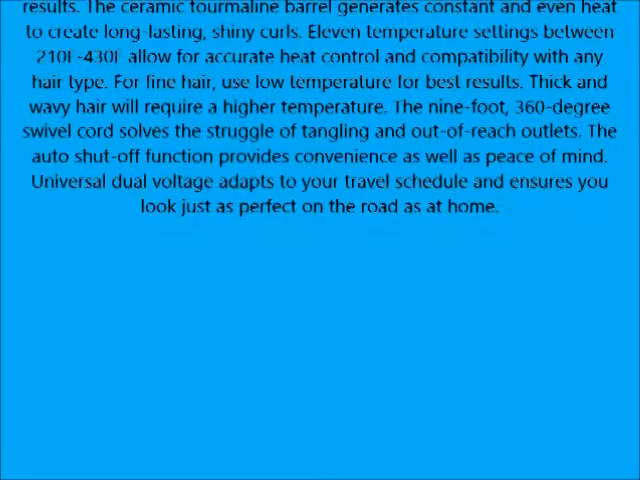 results. The ceramic tourmaline barrel generates constant and even heat
to create long-lasting, shiny curls. Eleven temperature settings between
210F-430F allow for accurate heat control and compatibility with any
hair type. For fine hair, use low temperature for best results. Thick and
wavy hair will require a higher temperature. The nine-foot, 360-degree
swivel cord solves the struggle of tangling and out-of-reach outlets. The
auto shut-off function provides convenience as well as peace of mind.
Universal dual voltage adapts to your travel schedule and ensures you
look just as perfect on the road as at home.